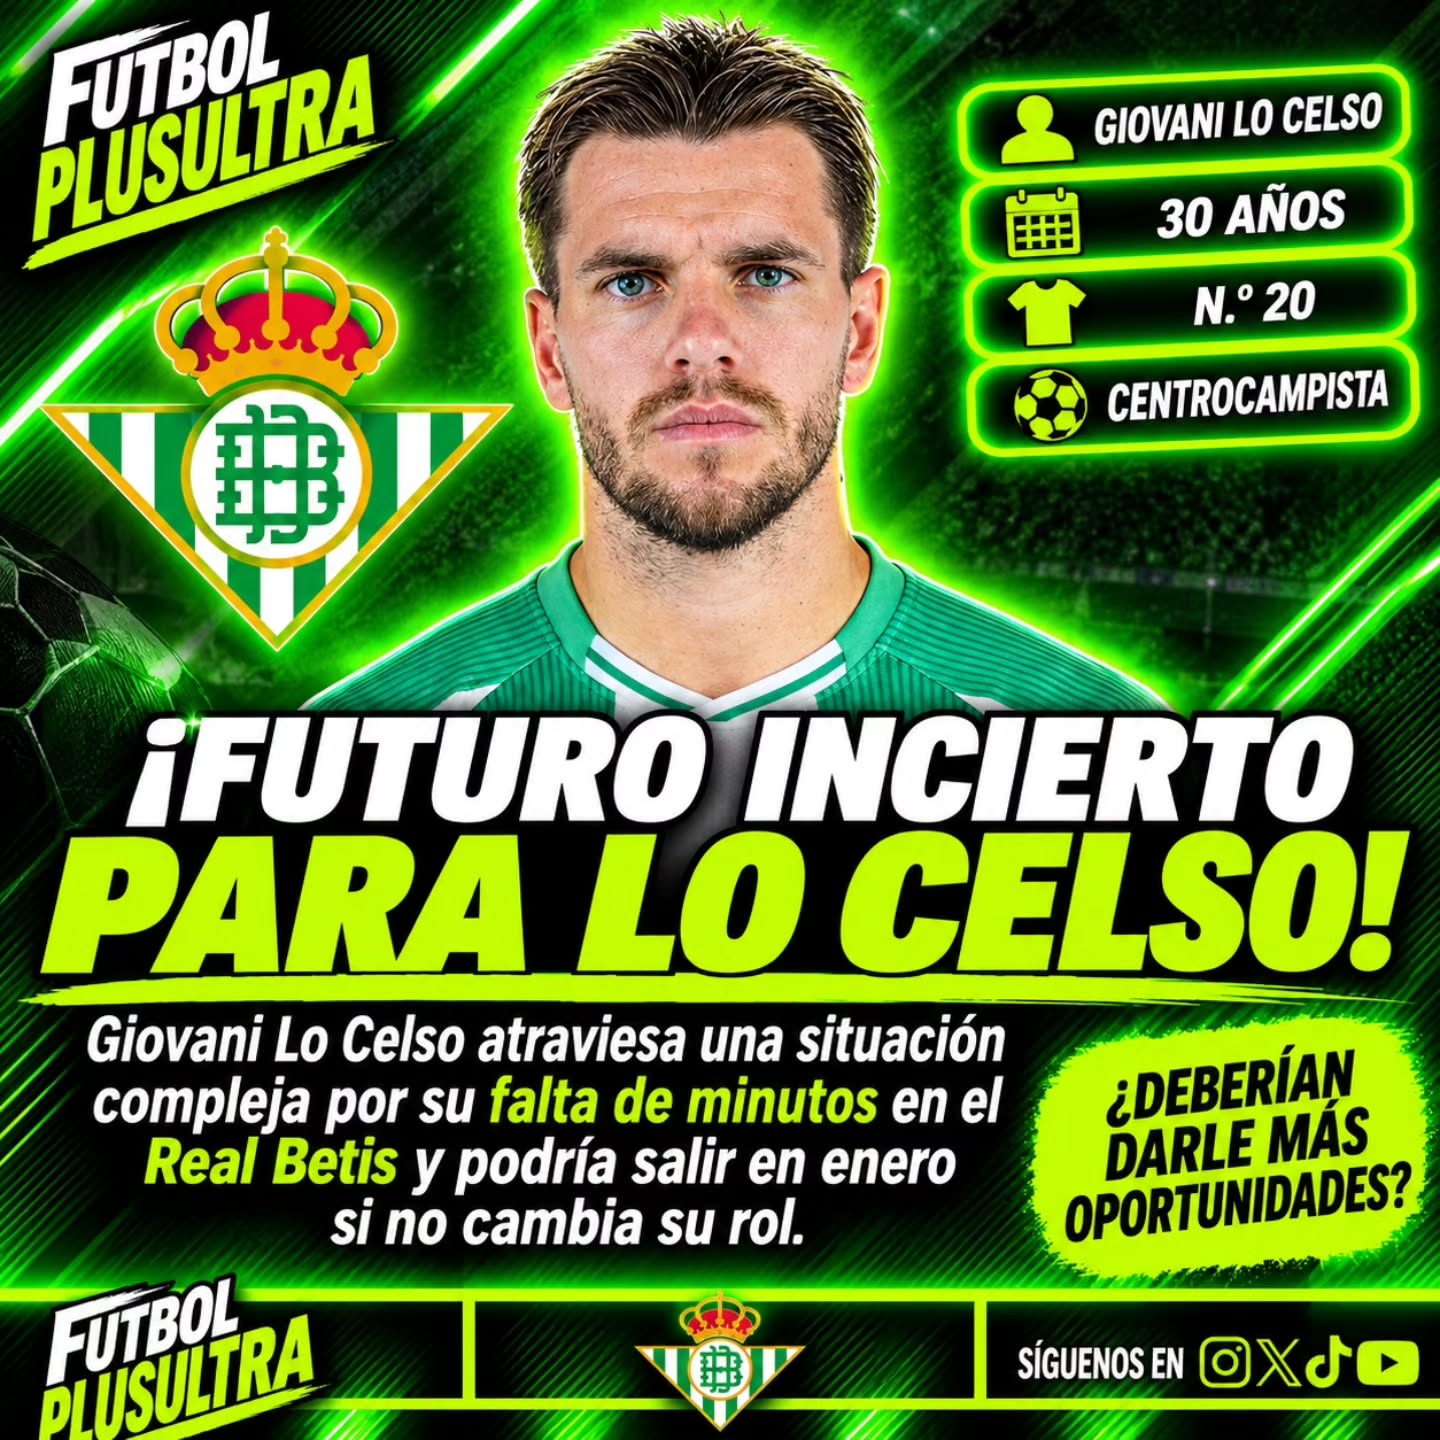 FUTBOL
PLUSULTRA
GIOVANI LO CELSO
30 AÑOS
N.º 20
CENTROCAMPISTA
¡FUTURO INCIERTO
PARA LO CELSO!
Giovani Lo Celso atraviesa una situación
compleja por su falta de minutos en el
Real Betis y podría salir en enero
si no cambia su rol.
¿DEBERÍAN
DARLE MÁS
OPORTUNIDADES?
FUTBOL
PLUSULTRA
SÍGUENOS EN